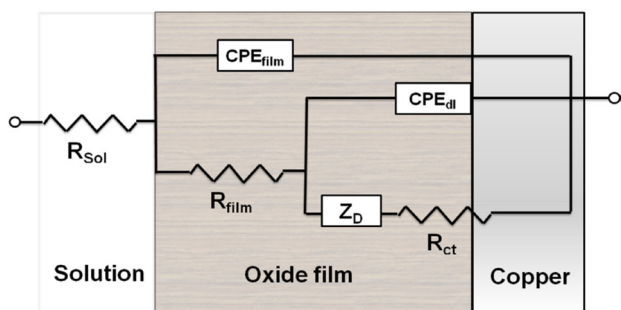 CPEfilm
CPEdl
RSol
Rfilm
ZD
Rct
Solution
Oxide film
Copper